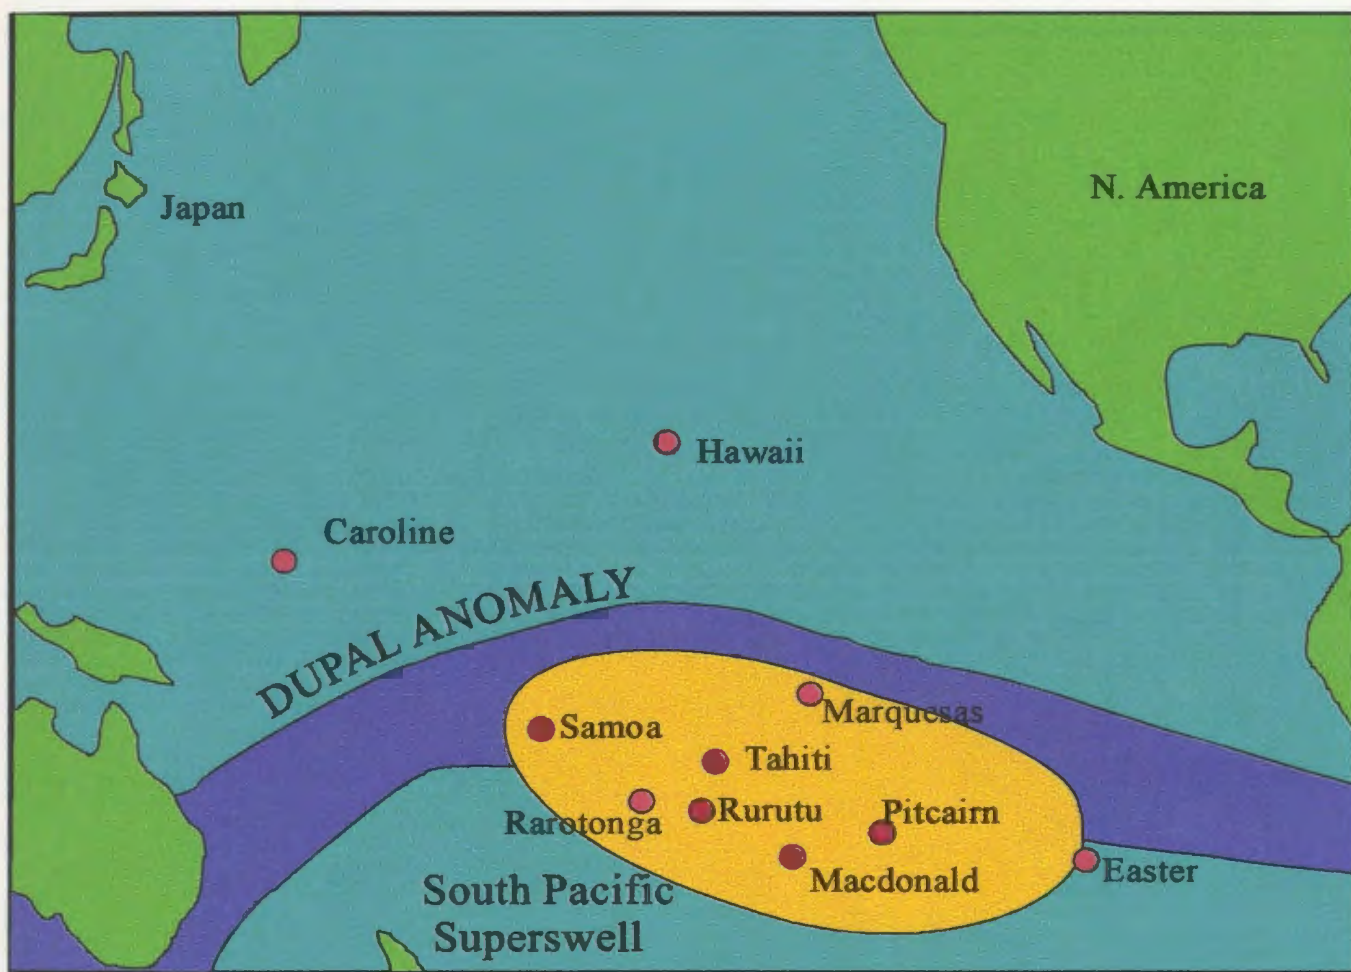 N. America
Japan
Hawaii
Caroline
DUPAL ANOMALY
Samoa
Marquesas
Tahiti
Rarotonga
Rurutu
Pitcairn
Macdonald
Easter
South Pacific
Superswell